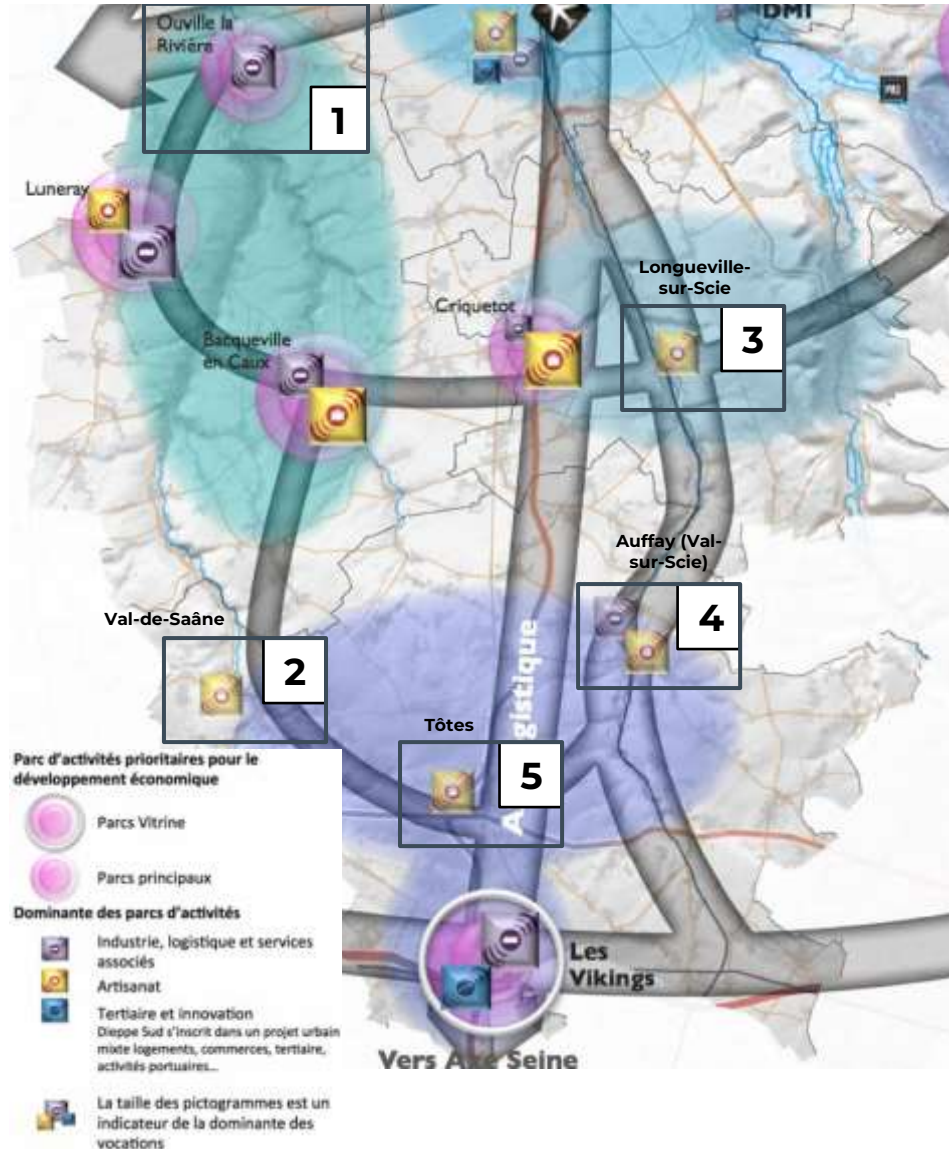 Ouville la
Rivière
DMI
1
PRI
Luneray
Longueville-
sur-Scie
3
Criquetot
Bacqueville
en Caux
Auffay (Val-
sur-Scie)
4
Val-de-Saâne
2
Tôtes
5
gistique
Parc d'activités prioritaires pour le
développement économique
Parcs Vitrine
Parcs principaux
Dominante des parcs d'activités
Industrie, logistique et services
associés
Artisanat
Tertiaire et innovation
Dieppe Sud s'inscrit dans un projet urbain
mixte logements, commerces, tertiaire,
activités portuaires...
La taille des pictogrammes est un
indicateur de la dominante des
vocations
Les
Vikings
Vers Axe Seine